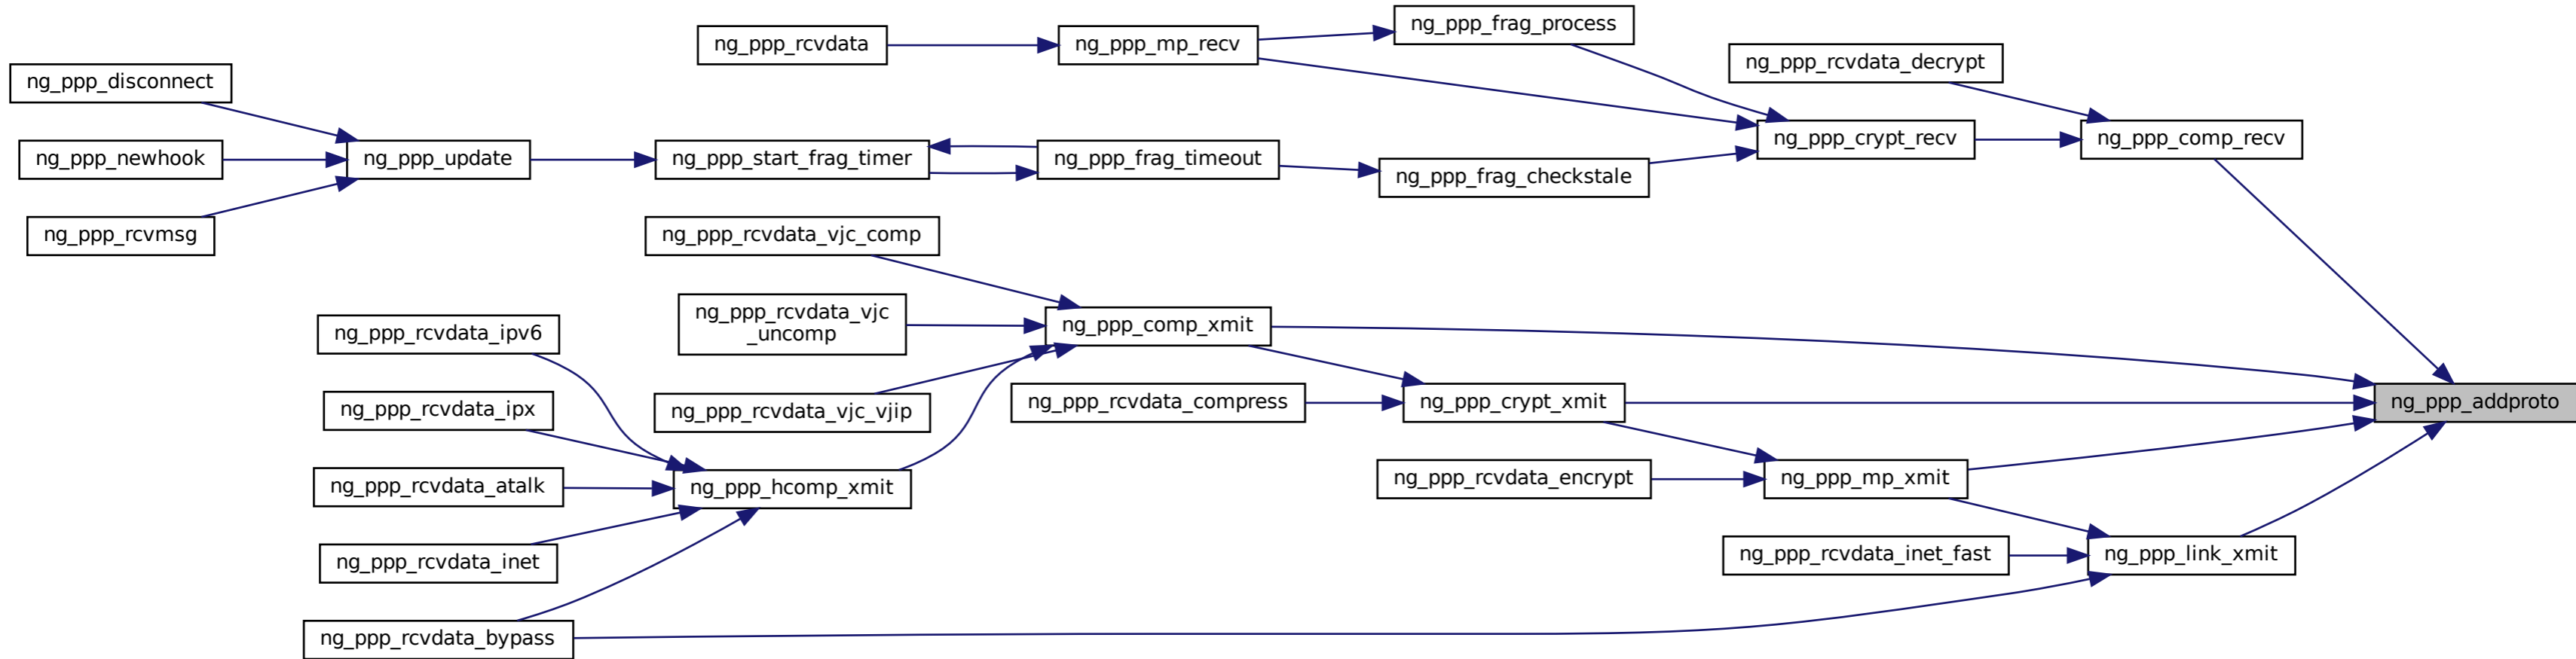 ng_ppp_frag_process
ng_ppp_rcvdata
ng_ppp_mp_recv
ng_ppp_rcvdata_decrypt
ng_ppp_disconnect
ng_ppp_crypt_recv
ng_ppp_comp_recv
ng_ppp_newhook
ng_ppp_update
ng_ppp_start_frag_timer
ng_ppp_frag_timeout
ng_ppp_frag_checkstale
ng_ppp_rcvmsg
ng_ppp_rcvdata_vjc_comp
ng_ppp_rcvdata_vjc
_uncomp
ng_ppp_comp_xmit
ng_ppp_rcvdata_ipv6
ng_ppp_rcvdata_ipx
ng_ppp_rcvdata_vjc_vjip
ng_ppp_rcvdata_compress
ng_ppp_crypt_xmit
ng_ppp_addproto
ng_ppp_rcvdata_atalk
ng_ppp_hcomp_xmit
ng_ppp_rcvdata_encrypt
ng_ppp_mp_xmit
ng_ppp_rcvdata_inet
ng_ppp_rcvdata_inet_fast
ng_ppp_link_xmit
ng_ppp_rcvdata_bypass